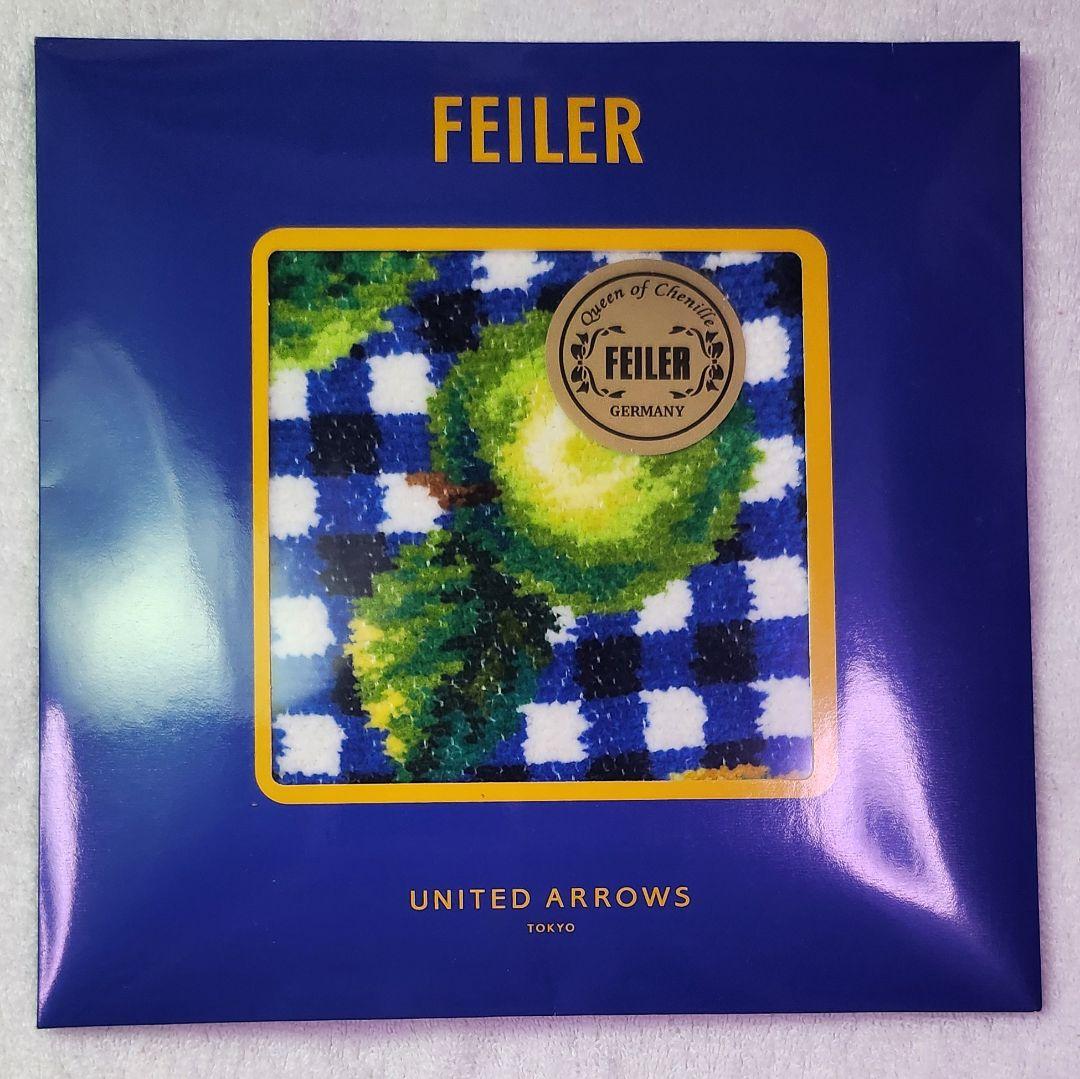 FEILER
Queen of Chenille
FEILER
GERMANY
UNITED ARROWS
TOKYO